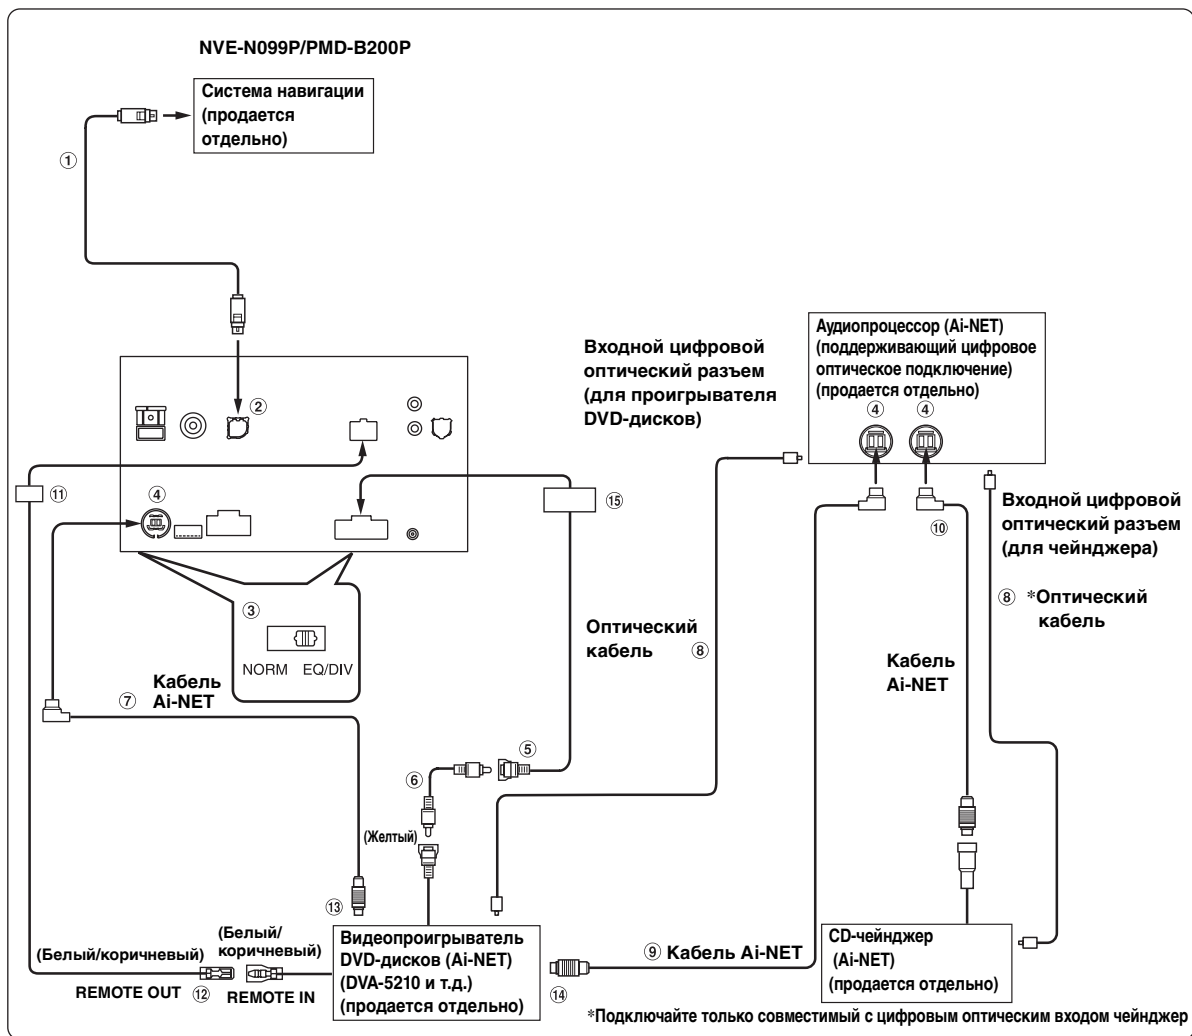 NVE-N099P/PMD-B200P
Система навигации
(продается
отдельно)
①
②
Входной цифровой
оптический разъем
(для проигрывателя
DVD-дисков)
Аудиопроцессор (Ai-NET)
(поддерживающий цифровое
оптическое подключение)
(продается отдельно)
④ ④
⑪
④
⑮
⑩
Входной цифровой
оптический разъем
(для чейнджера)
⑧ *Оптический
кабель
③
NORM EQ/DIV
Оптический
кабель ⑧
Кабель
Ai-NET
⑦
Кабель
Ai-NET
⑤
⑥
(Желтый)
⑬
(Белый/коричневый)
(Белый/
коричневый)
REMOTE OUT ⑫ REMOTE IN
Видеопроигрыватель
DVD-дисков (Ai-NET)
(DVA-5210 и т.д.)
(продается отдельно)
⑨ Кабель Ai-NET
⑭
CD-чейнджер
(Ai-NET)
(продается отдельно)
*Подключайте только совместимый с цифровым оптическим входом чейнджер